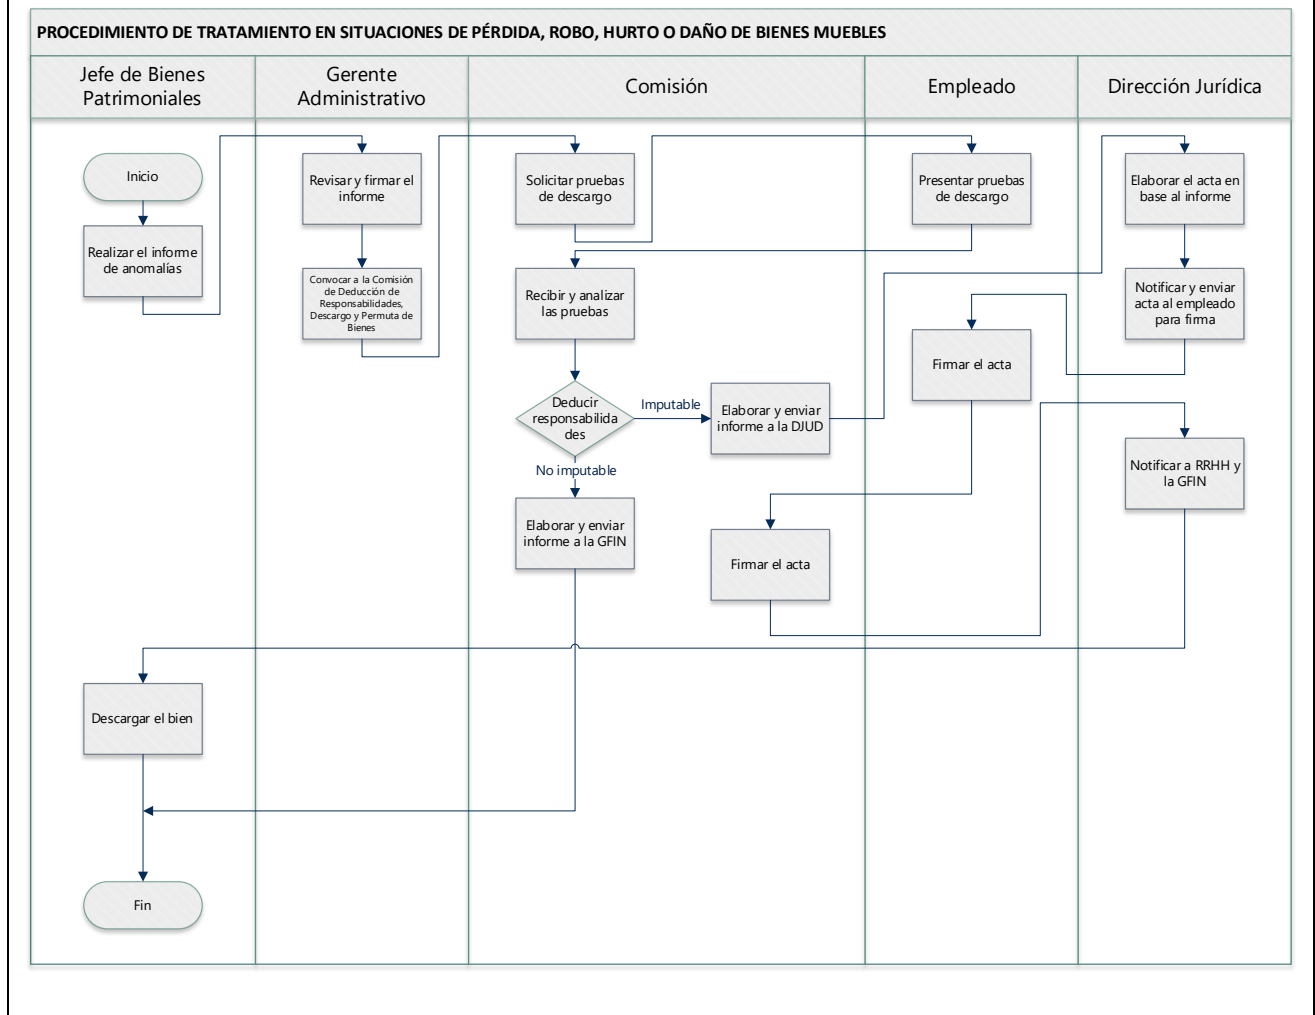 PROCEDIMIENTO DE TRATAMIENTO EN SITUACIONES DE PÉRDIDA, ROBO, HURTO O DAÑO DE BIENES MUEBLES
Jefe de Bienes
Patrimoniales
Gerente
Administrativo
Comisión
Empleado
Dirección Jurídica
Inicio
Realizar el informe
de anomalías
Revisar y firmar el
informe
Convocar a la Comisión
de Deducción de
Responsabilidades,
Descargo y Permuta de
Bienes
Solicitar pruebas
de descargo
Presentar pruebas
de descargo
Recibir y analizar
las pruebas
Deducir
responsabilida
des
Imputable
No imputable
Elaborar y enviar
informe a la DJUD
Elaborar y enviar
informe a la GFIN
Elaborar el acta en
base al informe
Notificar y enviar
acta al empleado
para firma
Firmar el acta
Firmar el acta
Notificar a RRHH y
la GFIN
Descargar el bien
Fin